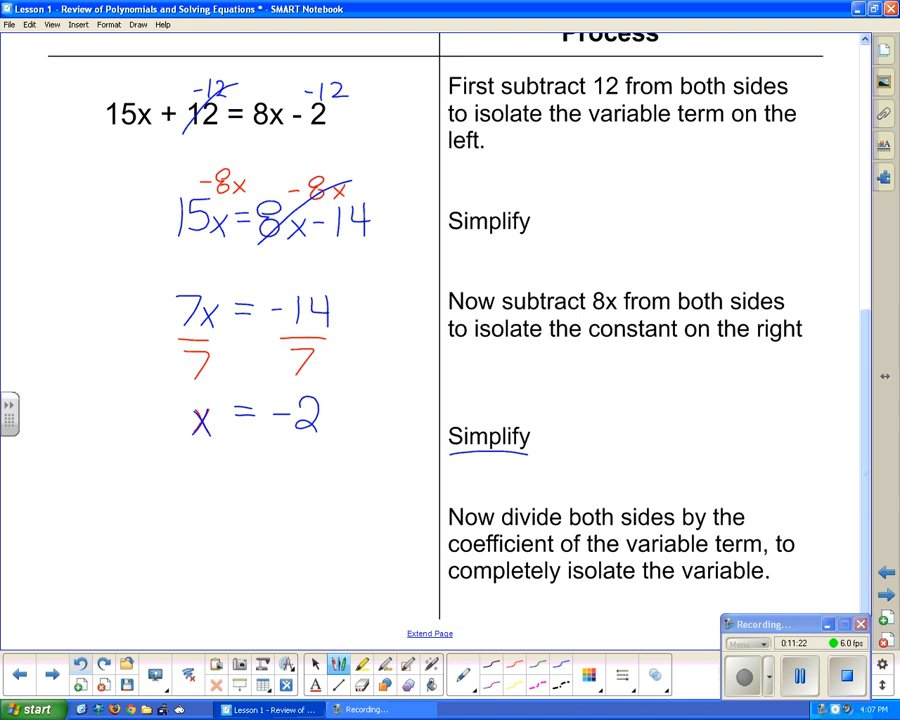 Lesson 1 - Review of Polynomials and Solving Equations * - SMART Notebook
File Edit View Insert Format Draw Help
Process
-12 -12
15x + 12 = 8x - 2
First subtract 12 from both sides
to isolate the variable term on the
left.
-8x -8x
15x = 8x - 14
Simplify
7x = -14
7 7
Now subtract 8x from both sides
to isolate the constant on the right
x = -2
Simplify
Now divide both sides by the
coefficient of the variable term, to
completely isolate the variable.
Extend Page
Recording...
Menu
0:11:22
6.0 fps
start
Lesson 1 - Review of ...
Recording...
4:07 PM